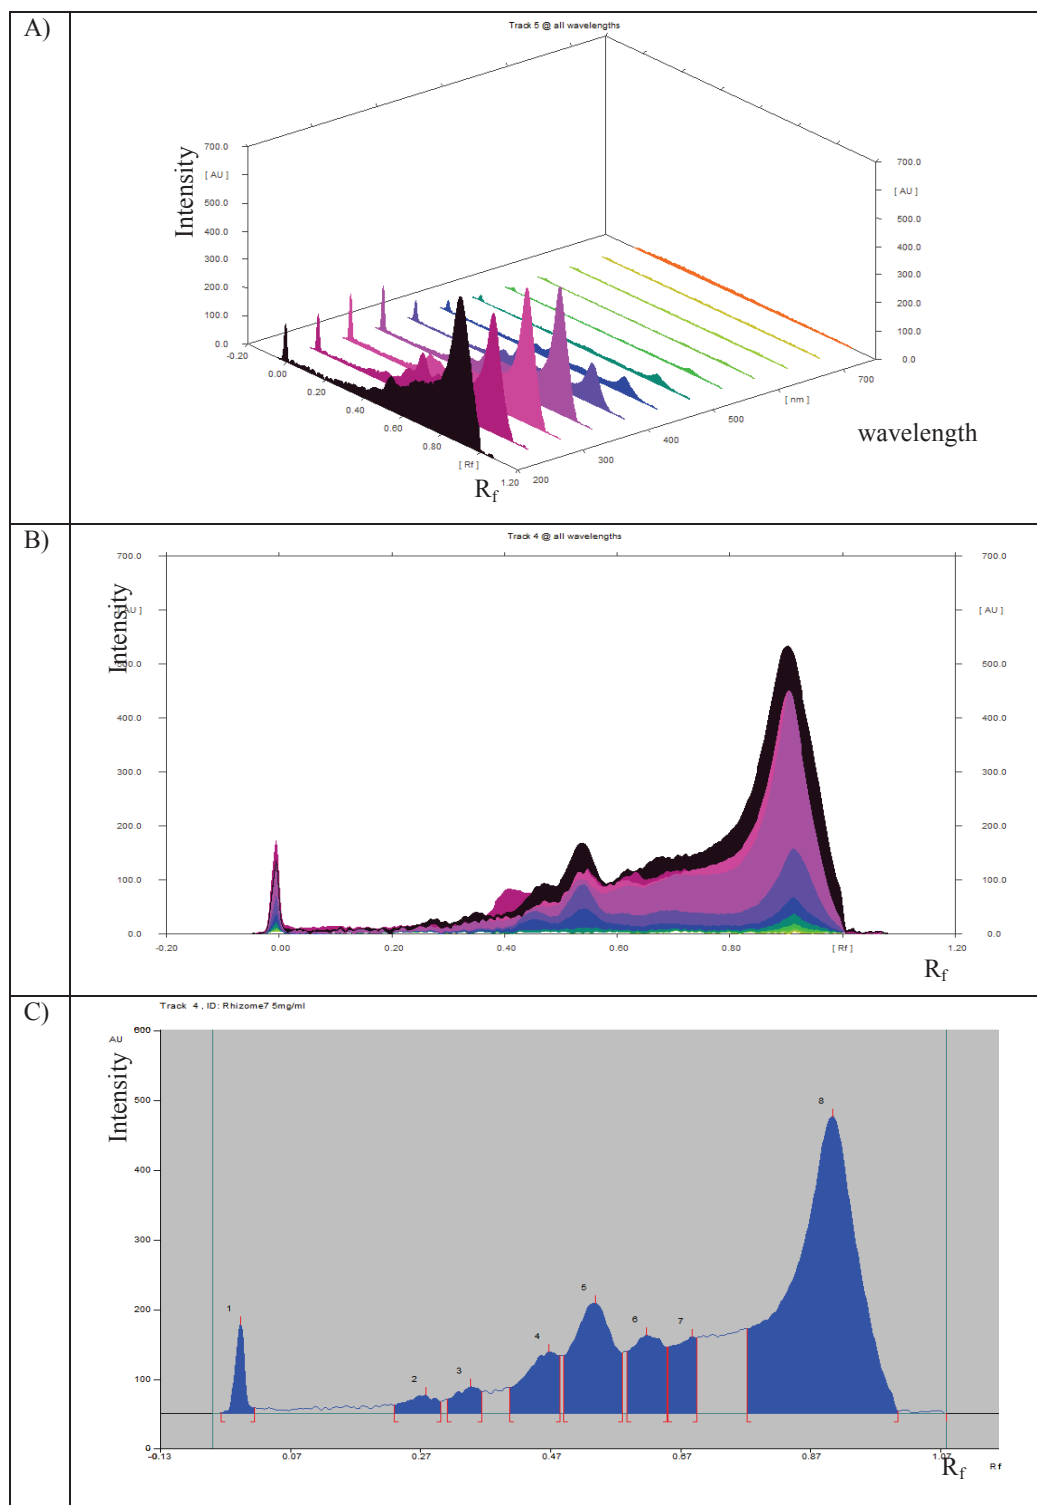 A)
Track 5 @ all wavelengths
Intensity
700.0
[ AU ]
500.0
400.0
300.0
200.0
100.0
0.0
-0.20
0.00
0.20
0.40
0.60
0.80
[ Rf ]
1.20
Rf
200
300
400
500
[ nm ]
700
wavelength
700.0
[ AU ]
500.0
400.0
300.0
200.0
100.0
0.0
B)
Track 4 @ all wavelengths
Intensity
700.0
[ AU ]
500.0
400.0
300.0
200.0
100.0
0.0
700.0
[ AU ]
500.0
400.0
300.0
200.0
100.0
0.0
-0.20 0.00 0.20 0.40 0.60 0.80 [ Rf ] 1.20
Rf
C)
Track 4 , ID: Rhizome7 5mg/ml
Intensity
600
AU
500
400
300
200
100
0
1
2
3
4
5
6
7
8
-0.13 0.07 0.27 0.47 0.67 0.87 1.07
Rf
Rf